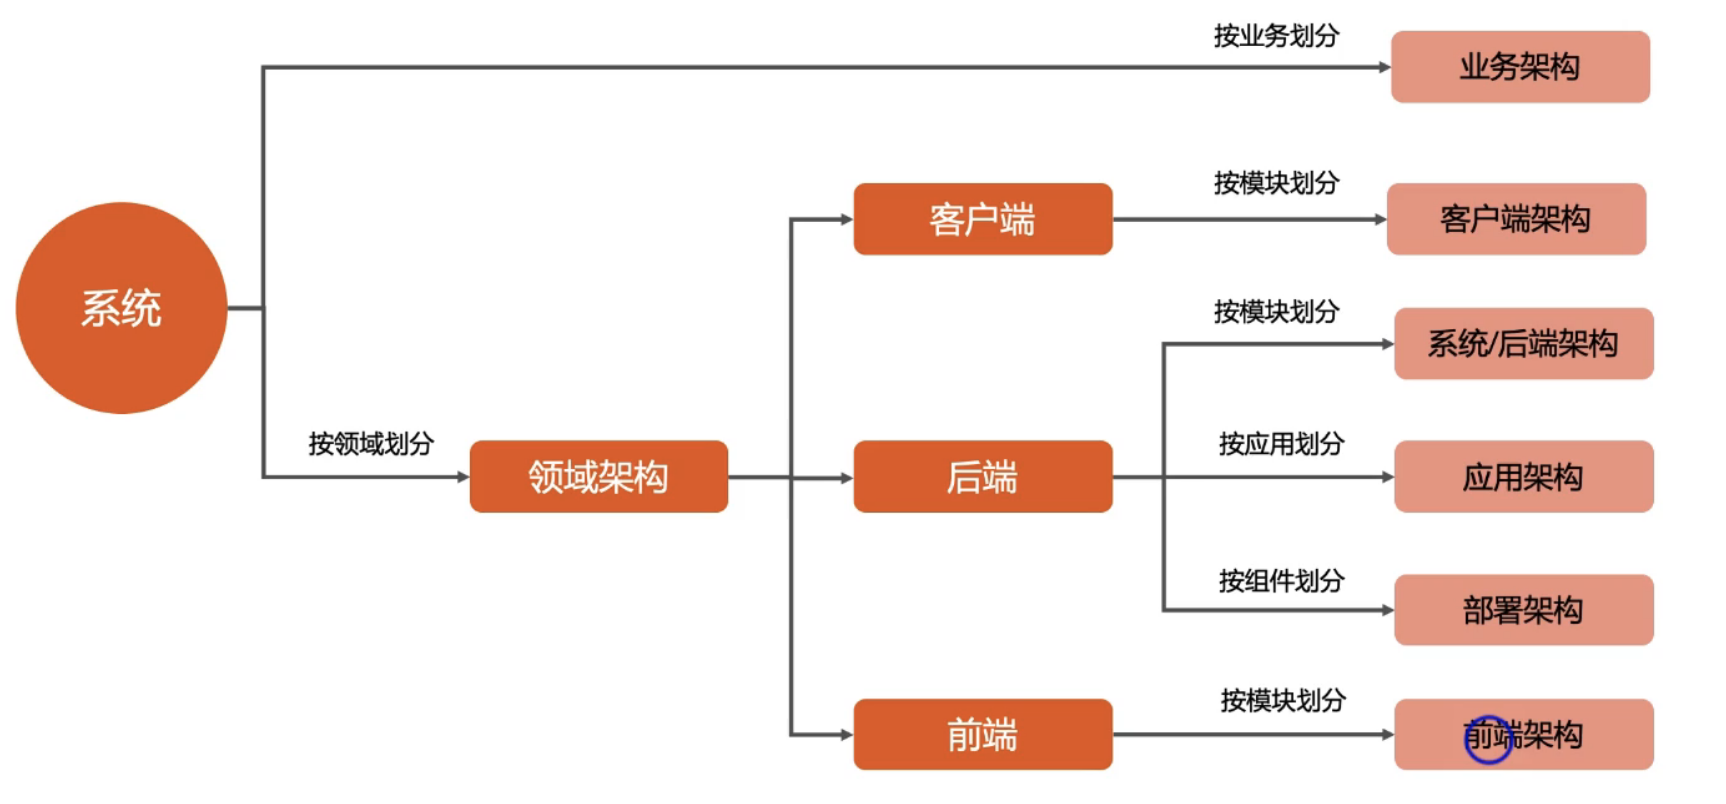 按业务划分
业务架构
按模块划分
客户端
客户端架构
系统
按模块划分
系统/后端架构
按领域划分
领域架构
后端
按应用划分
应用架构
按组件划分
部署架构
按模块划分
前端
前端架构